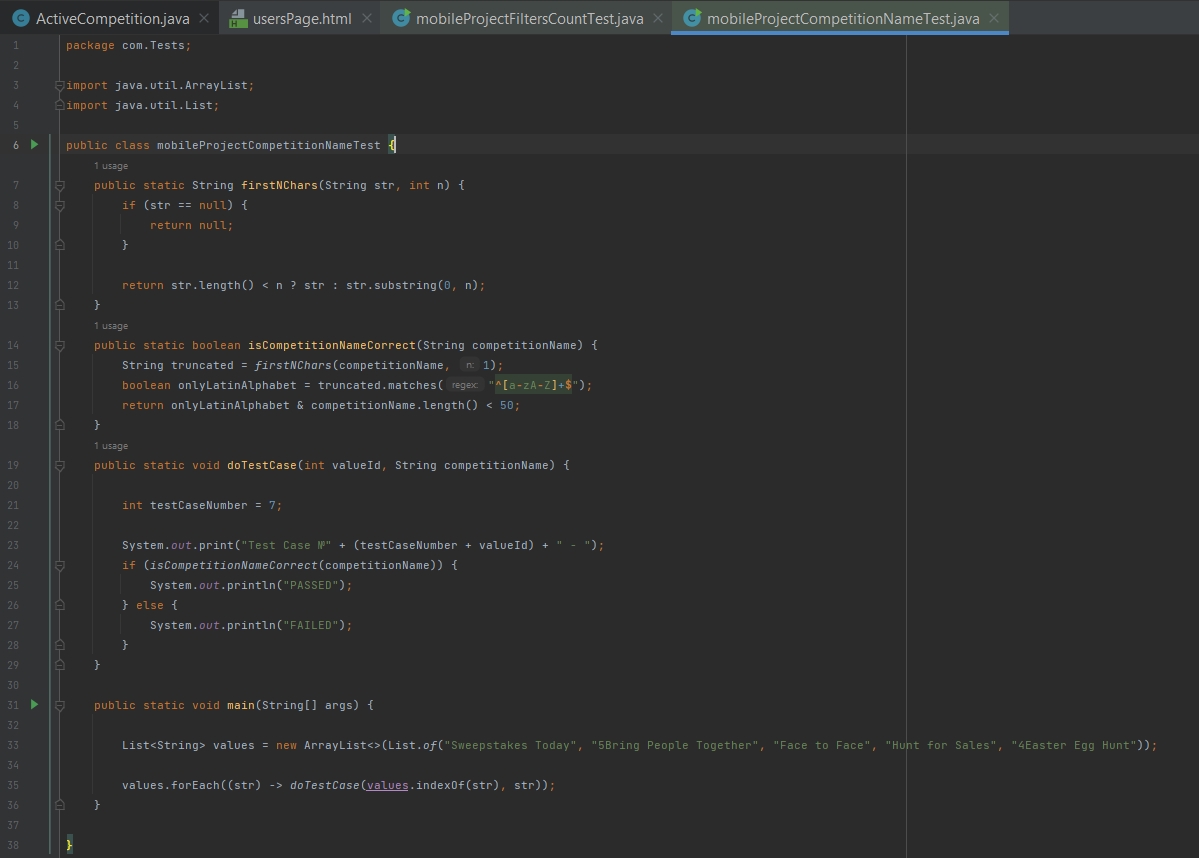 ActiveCompetition.java
usersPage.html
mobileProjectFiltersCountTest.java
mobileProjectCompetitionNameTest.java
1 package com.Tests;
2
3 import java.util.ArrayList;
4 import java.util.List;
5
6 public class mobileProjectCompetitionNameTest {
1 usage
7 public static String firstNChars(String str, int n) {
8 if (str == null) {
9 return null;
10 }
11
12 return str.length() < n ? str : str.substring(0, n);
13 }
1 usage
14 public static boolean isCompetitionNameCorrect(String competitionName) {
15 String truncated = firstNChars(competitionName, n: 1);
16 boolean onlyLatinAlphabet = truncated.matches( regex: "^[a-zA-Z]+$");
17 return onlyLatinAlphabet & competitionName.length() < 50;
18 }
1 usage
19 public static void doTestCase(int valueId, String competitionName) {
20
21 int testCaseNumber = 7;
22
23 System.out.print("Test Case №" + (testCaseNumber + valueId) + " - ");
24 if (isCompetitionNameCorrect(competitionName)) {
25 System.out.println("PASSED");
26 } else {
27 System.out.println("FAILED");
28 }
29 }
30
31 public static void main(String[] args) {
32
33 List<String> values = new ArrayList<>(List.of("Sweepstakes Today", "5Bring People Together", "Face to Face", "Hunt for Sales", "4Easter Egg Hunt"));
34
35 values.forEach((str) -> doTestCase(values.indexOf(str), str));
36 }
37
38 }